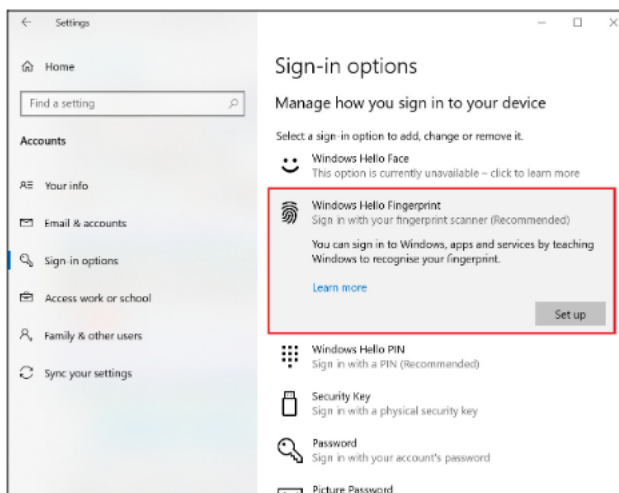 Settings
Home
Find a setting
Accounts
Your info
Email & accounts
Sign-in options
Access work or school
Family & other users
Sync your settings
Sign-in options
Manage how you sign in to your device
Select a sign-in option to add, change or remove it.
Windows Hello Face
This option is currently unavailable – click to learn more
Windows Hello Fingerprint
Sign in with your fingerprint scanner (Recommended)
You can sign in to Windows, apps and services by teaching
Windows to recognise your fingerprint.
Learn more
Set up
Windows Hello PIN
Sign in with a PIN (Recommended)
Security Key
Sign in with a physical security key
Password
Sign in with your account's password
Picture Password